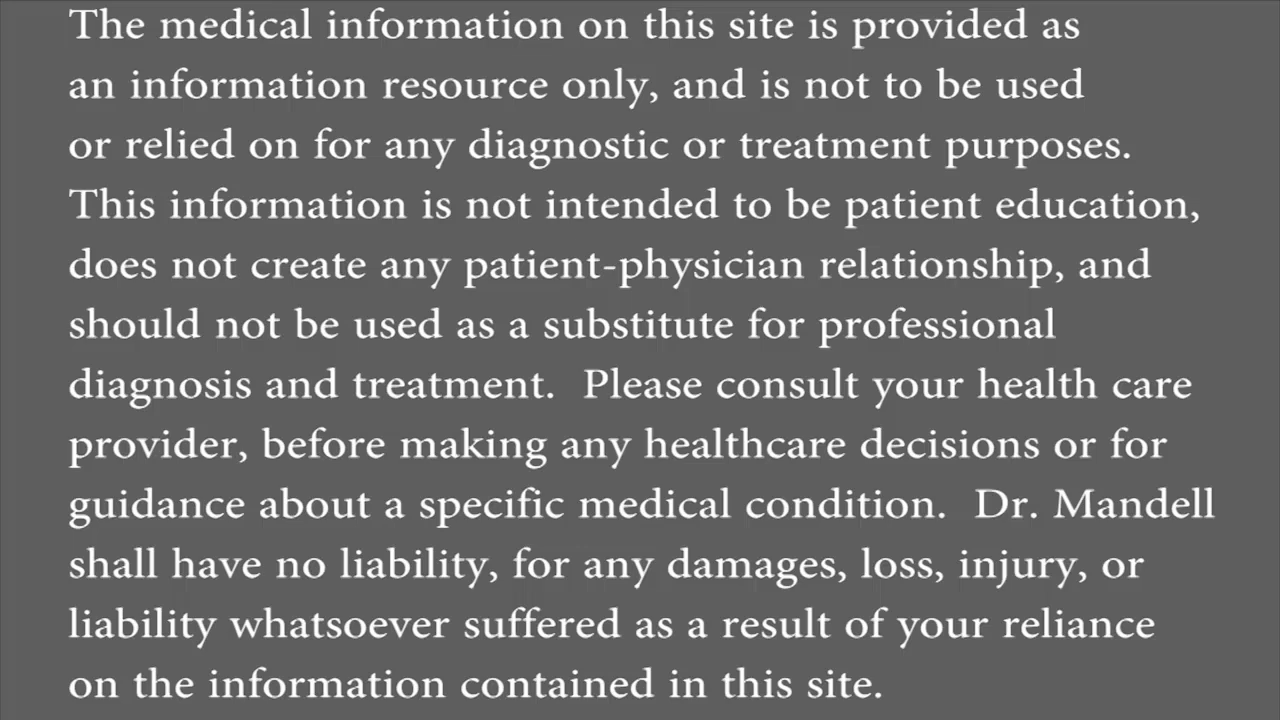 The medical information on this site is provided as
an information resource only, and is not to be used
or relied on for any diagnostic or treatment purposes.
This information is not intended to be patient education,
does not create any patient-physician relationship, and
should not be used as a substitute for professional
diagnosis and treatment.  Please consult your health care
provider, before making any healthcare decisions or for
guidance about a specific medical condition.  Dr. Mandell
shall have no liability, for any damages, loss, injury, or
liability whatsoever suffered as a result of your reliance
on the information contained in this site.